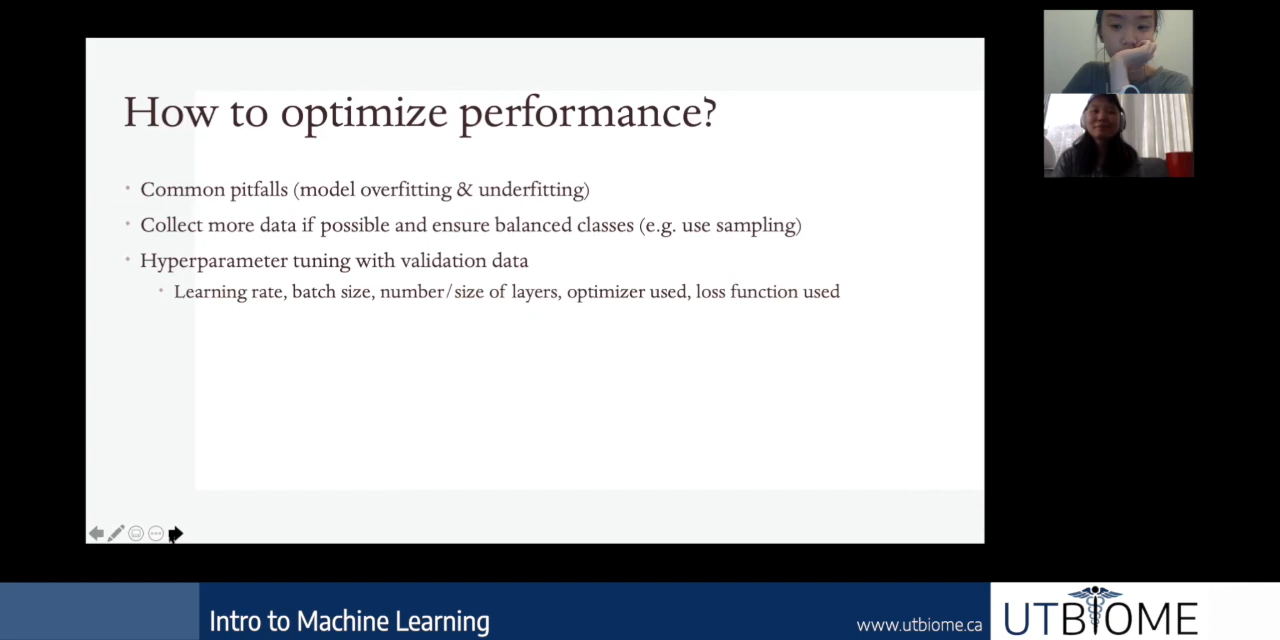 How to optimize performance?
Common pitfalls (model overfitting & underfitting)
Collect more data if possible and ensure balanced classes (e.g. use sampling)
Hyperparameter tuning with validation data
Learning rate, batch size, number/size of layers, optimizer used, loss function used
Intro to Machine Learning
www.utbiome.ca
UTBIOME